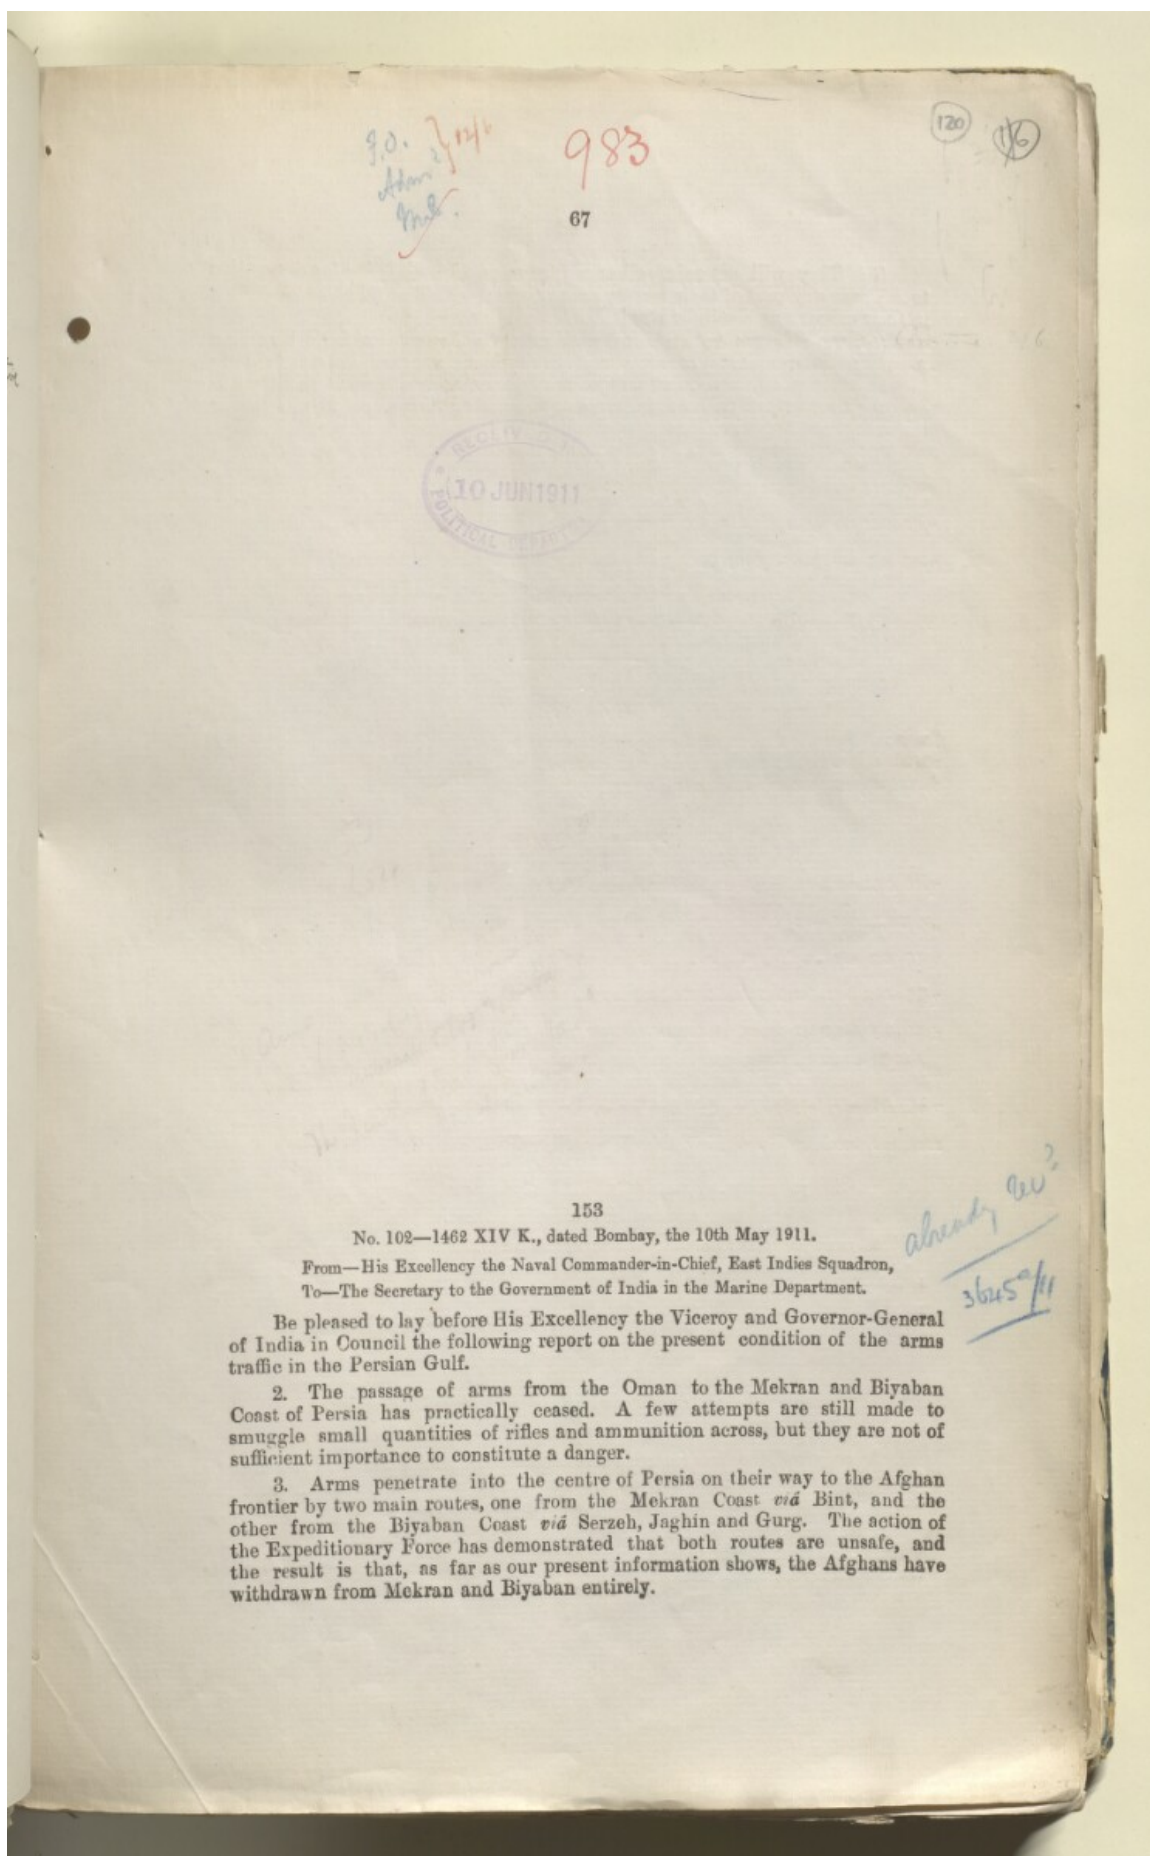 120
116
F.O.
12/6
983
67
10 JUN 1911
POLITICAL DEPART
153
No. 102—1462 XIV K., dated Bombay, the 10th May 1911.
already
From—His Excellency the Naval Commander-in-Chief, East Indies Squadron,
To—The Secretary to the Government of India in the Marine Department.
Be pleased to lay before His Excellency the Viceroy and Governor-General
of India in Council the following report on the present condition of the arms
traffic in the Persian Gulf.
2. The passage of arms from the Oman to the Mekran and Biyaban
Coast of Persia has practically ceased. A few attempts are still made to
smuggle small quantities of rifles and ammunition across, but they are not of
sufficient importance to constitute a danger.
3. Arms penetrate into the centre of Persia on their way to the Afghan
frontier by two main routes, one from the Mekran Coast viâ Bint, and the
other from the Biyaban Coast viâ Serzeh, Jaghin and Gurg. The action of
the Expeditionary Force has demonstrated that both routes are unsafe, and
the result is that, as far as our present information shows, the Afghans have
withdrawn from Mekran and Biyaban entirely.